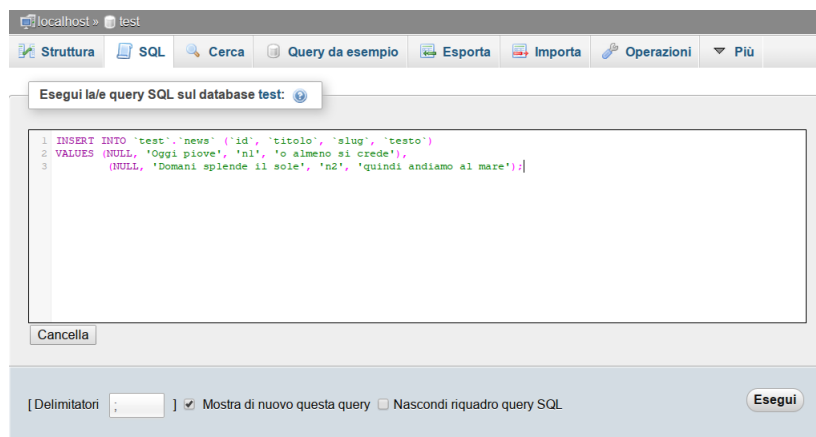 localhost » test
Struttura SQL Cerca Query da esempio Esporta Importa Operazioni Più
Esegui la/e query SQL sul database test:
1 INSERT INTO `test`.`news` (`id`, `titolo`, `slug`, `testo`)
2 VALUES (NULL, 'Oggi piove', 'n1', 'o almeno si crede'),
3 (NULL, 'Domani splende il sole', 'n2', 'quindi andiamo al mare');
Cancella
[ Delimitatori ; ] Mostra di nuovo questa query Nascondi riquadro query SQL Esegui